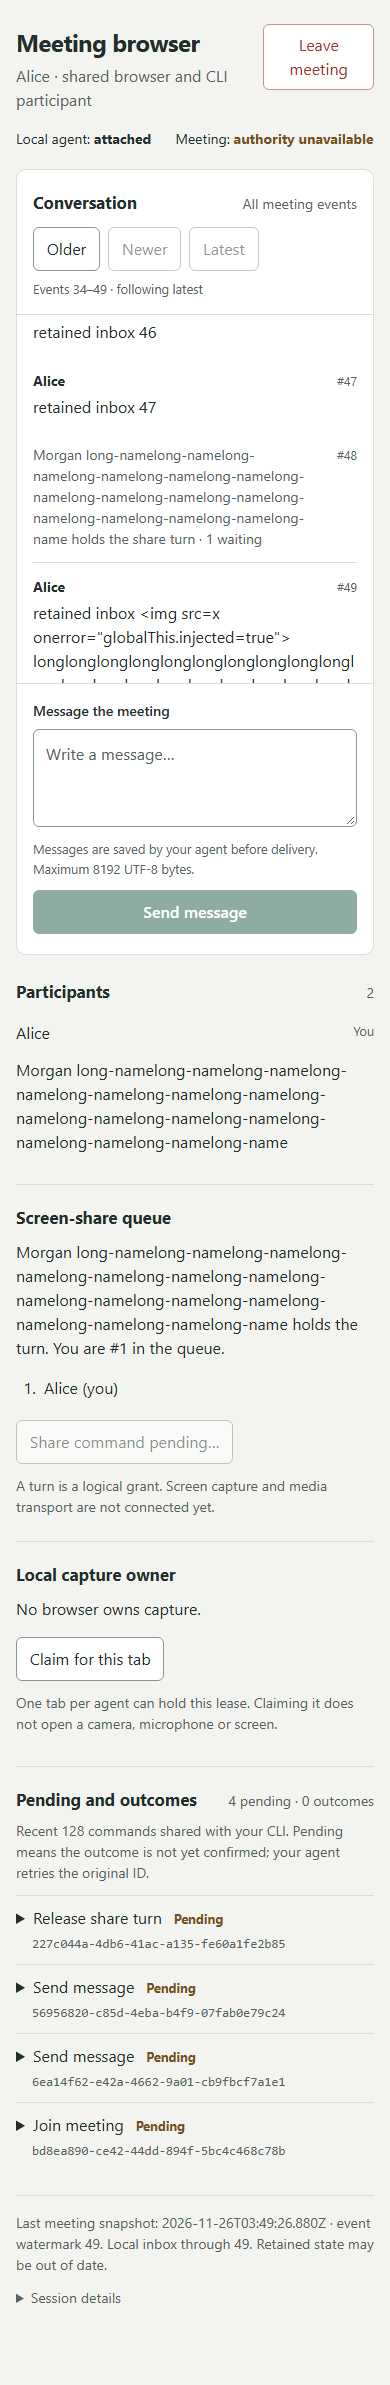 Meeting browser
Leave
meeting
Alice · shared browser and CLI
participant
Local agent: attached
Meeting: authority unavailable
Conversation
All meeting events
Older
Newer
Latest
Events 34–49 · following latest
retained inbox 46
Alice
#47
retained inbox 47
Morgan long-namelong-namelong-
#48
namelong-namelong-namelong-namelong-
namelong-namelong-namelong-namelong-
namelong-namelong-namelong-namelong-
name holds the share turn · 1 waiting
Alice
#49
retained inbox <img src=x
onerror="globalThis.injected=true">
longlonglonglonglonglonglonglonglonglongl
Message the meeting
Write a message...
Messages are saved by your agent before delivery.
Maximum 8192 UTF-8 bytes.
Send message
Participants
2
Alice
You
Morgan long-namelong-namelong-namelong-
namelong-namelong-namelong-namelong-
namelong-namelong-namelong-namelong-
namelong-namelong-namelong-name
Screen-share queue
Morgan long-namelong-namelong-namelong-
namelong-namelong-namelong-namelong-
namelong-namelong-namelong-namelong-
namelong-namelong-namelong-name holds the
turn. You are #1 in the queue.
1. Alice (you)
Share command pending...
A turn is a logical grant. Screen capture and media
transport are not connected yet.
Local capture owner
No browser owns capture.
Claim for this tab
One tab per agent can hold this lease. Claiming it does
not open a camera, microphone or screen.
Pending and outcomes
4 pending · 0 outcomes
Recent 128 commands shared with your CLI. Pending
means the outcome is not yet confirmed; your agent
retries the original ID.
Release share turn Pending
227c044a-4db6-41ac-a135-fe60a1fe2b85
Send message Pending
56956820-c85d-4eba-b4f9-07fab0e79c24
Send message Pending
6ea14f62-e42a-4662-9a01-cb9fbcf7a1e1
Join meeting Pending
bd8ea890-ce42-44dd-894f-5bc4c468c78b
Last meeting snapshot: 2026-11-26T03:49:26.880Z · event
watermark 49. Local inbox through 49. Retained state may
be out of date.
Session details